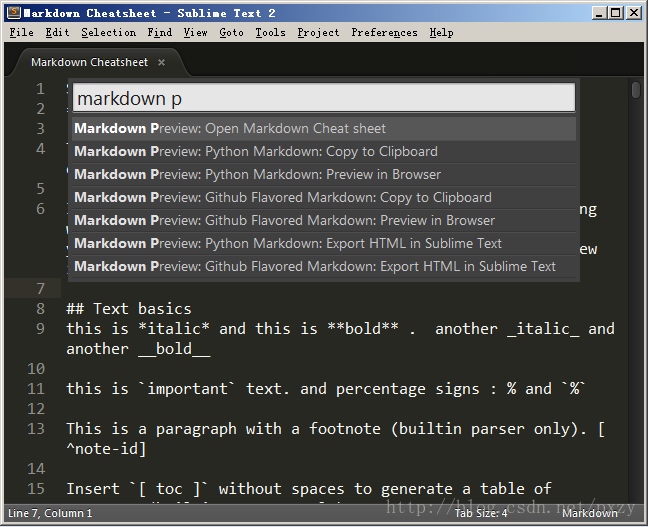 Markdown Cheatsheet - Sublime Text 2
File Edit Selection Find View Goto Tools Project Preferences Help
Markdown Cheatsheet ×
markdown p
Markdown Preview: Open Markdown Cheat sheet
Markdown Preview: Python Markdown: Copy to Clipboard
Markdown Preview: Python Markdown: Preview in Browser
Markdown Preview: Github Flavored Markdown: Copy to Clipboard
Markdown Preview: Github Flavored Markdown: Preview in Browser
Markdown Preview: Python Markdown: Export HTML in Sublime Text
Markdown Preview: Github Flavored Markdown: Export HTML in Sublime Text
1
2
3
4
5
6 ng
ew
7
8 ## Text basics
9 this is *italic* and this is **bold** .  another _italic_ and
another __bold__
10
11 this is `important` text. and percentage signs : % and `%`
12
13 This is a paragraph with a footnote (builtin parser only). [
^note-id]
14
15 Insert `[ toc ]` without spaces to generate a table of
http://blog.csdn.net/pxzy
Line 7, Column 1 Tab Size: 4 Markdown